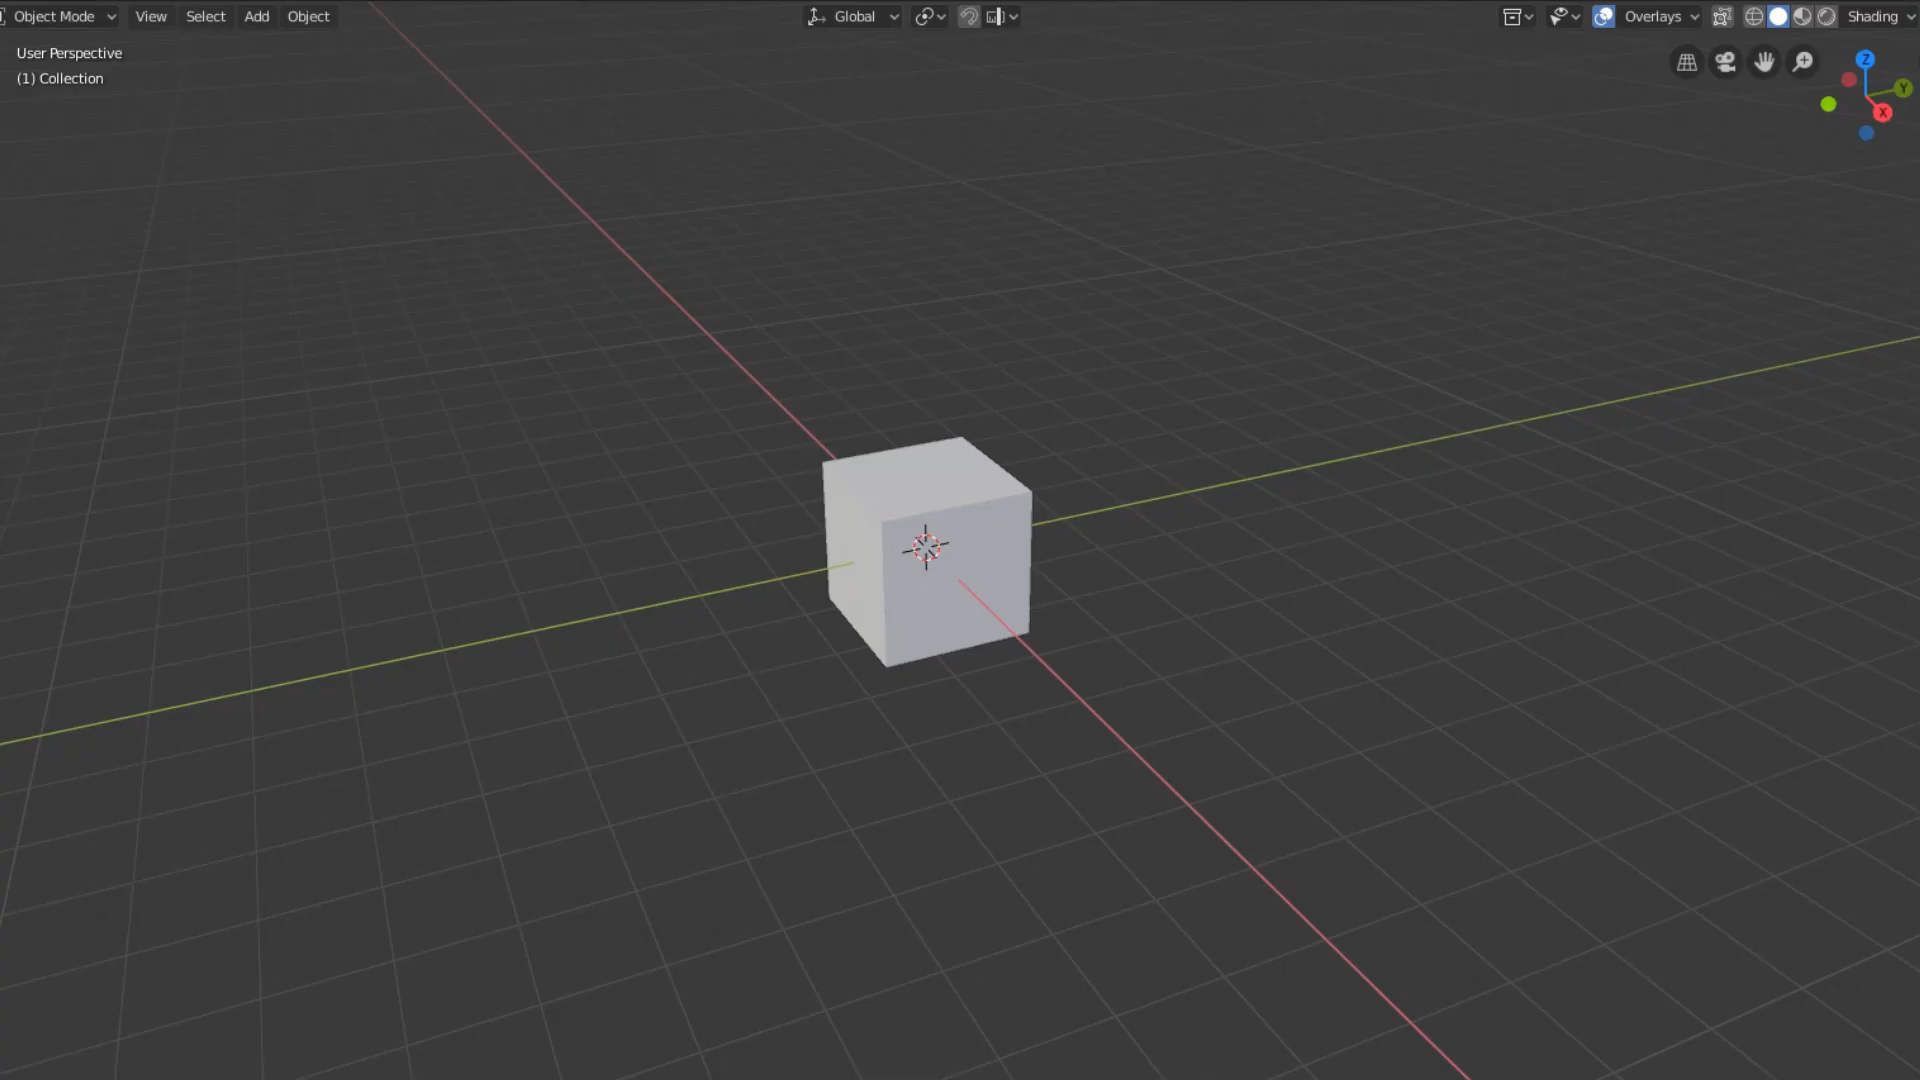 Object Mode View Select Add Object Global Overlays Shading
User Perspective
(1) Collection
Z
Y
X